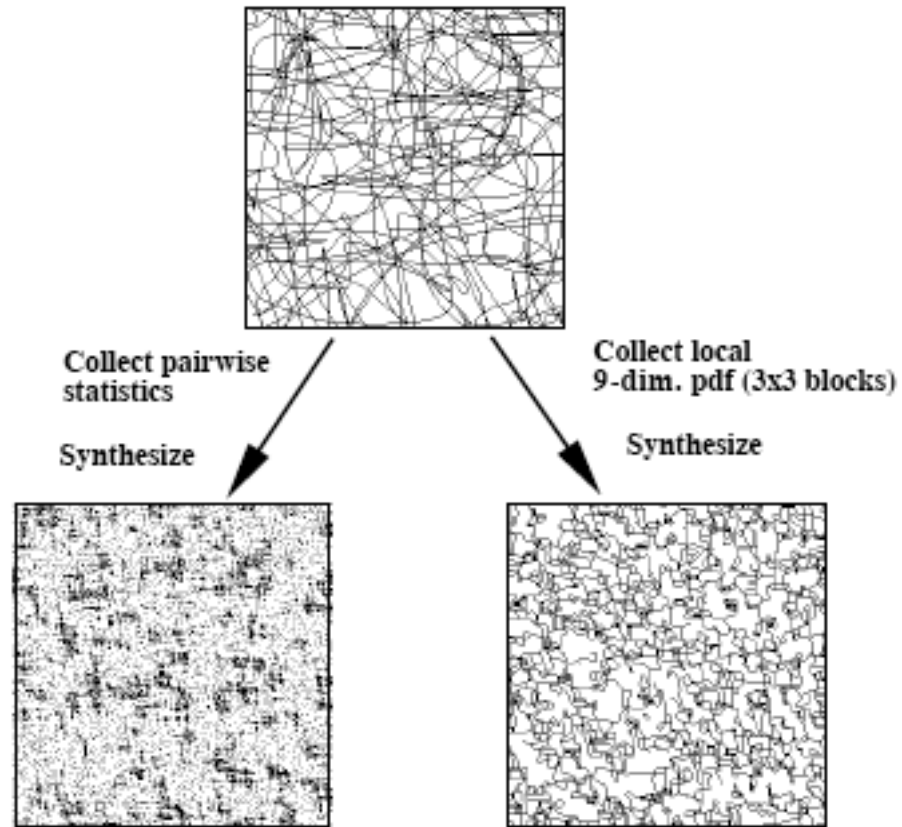 Collect pairwise
statistics
Synthesize
Collect local
9-dim. pdf (3x3 blocks)
Synthesize